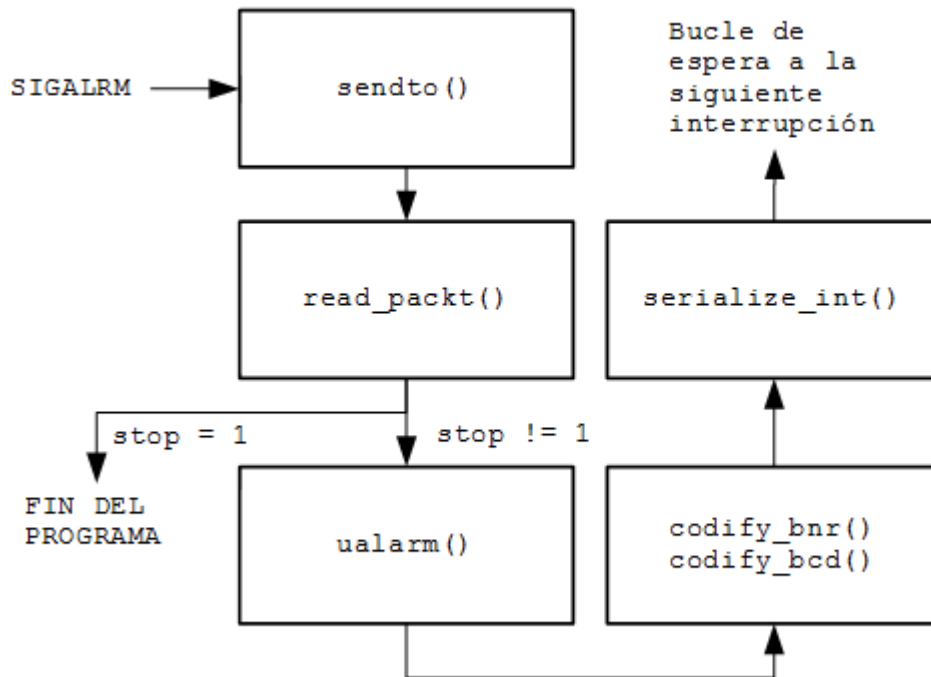 SIGALRM
sendto()
read_packt()
stop = 1
stop != 1
FIN DEL
PROGRAMA
ualarm()
codify_bnr()
codify_bcd()
serialize_int()
Bucle de
espera a la
siguiente
interrupción